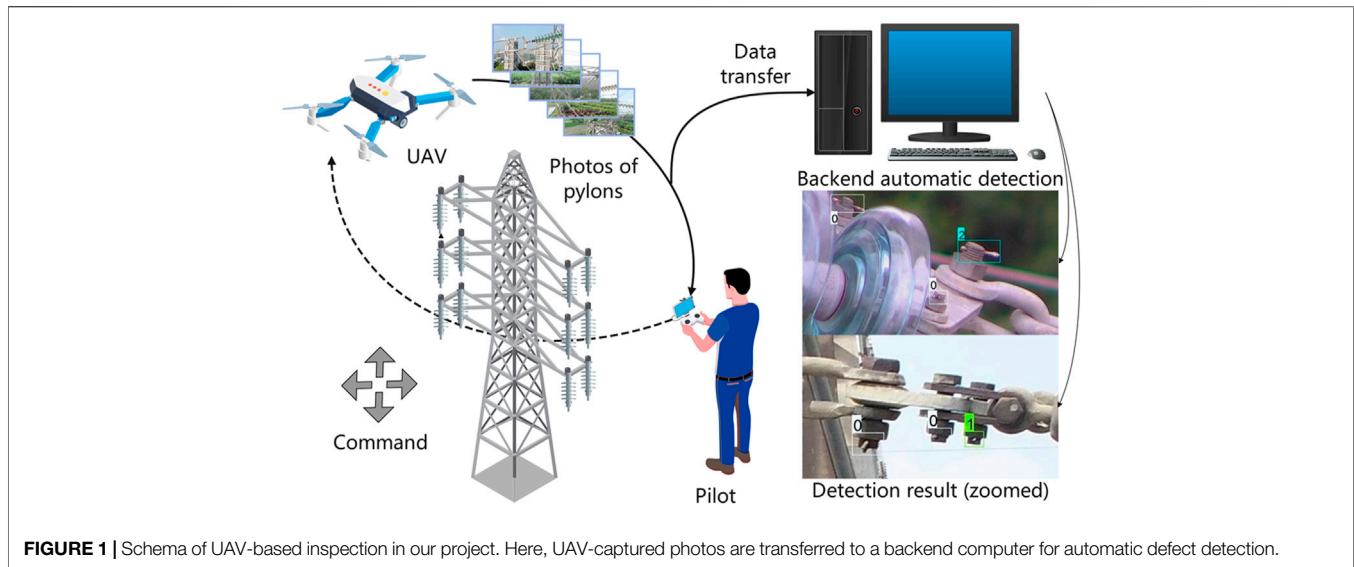 Data
transfer
UAV
Photos of
pylons
Backend automatic detection
0
2
0
Command
0
0
1
Pilot
Detection result (zoomed)
FIGURE 1 | Schema of UAV-based inspection in our project. Here, UAV-captured photos are transferred to a backend computer for automatic defect detection.